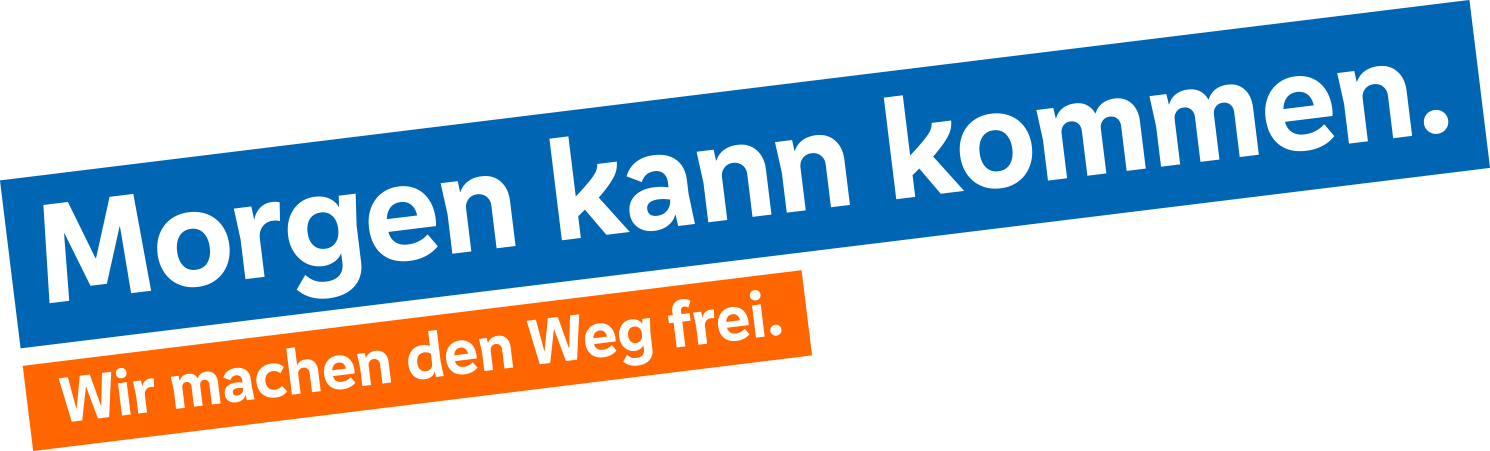 Morgen kann kommen.
Wir machen den Weg frei.